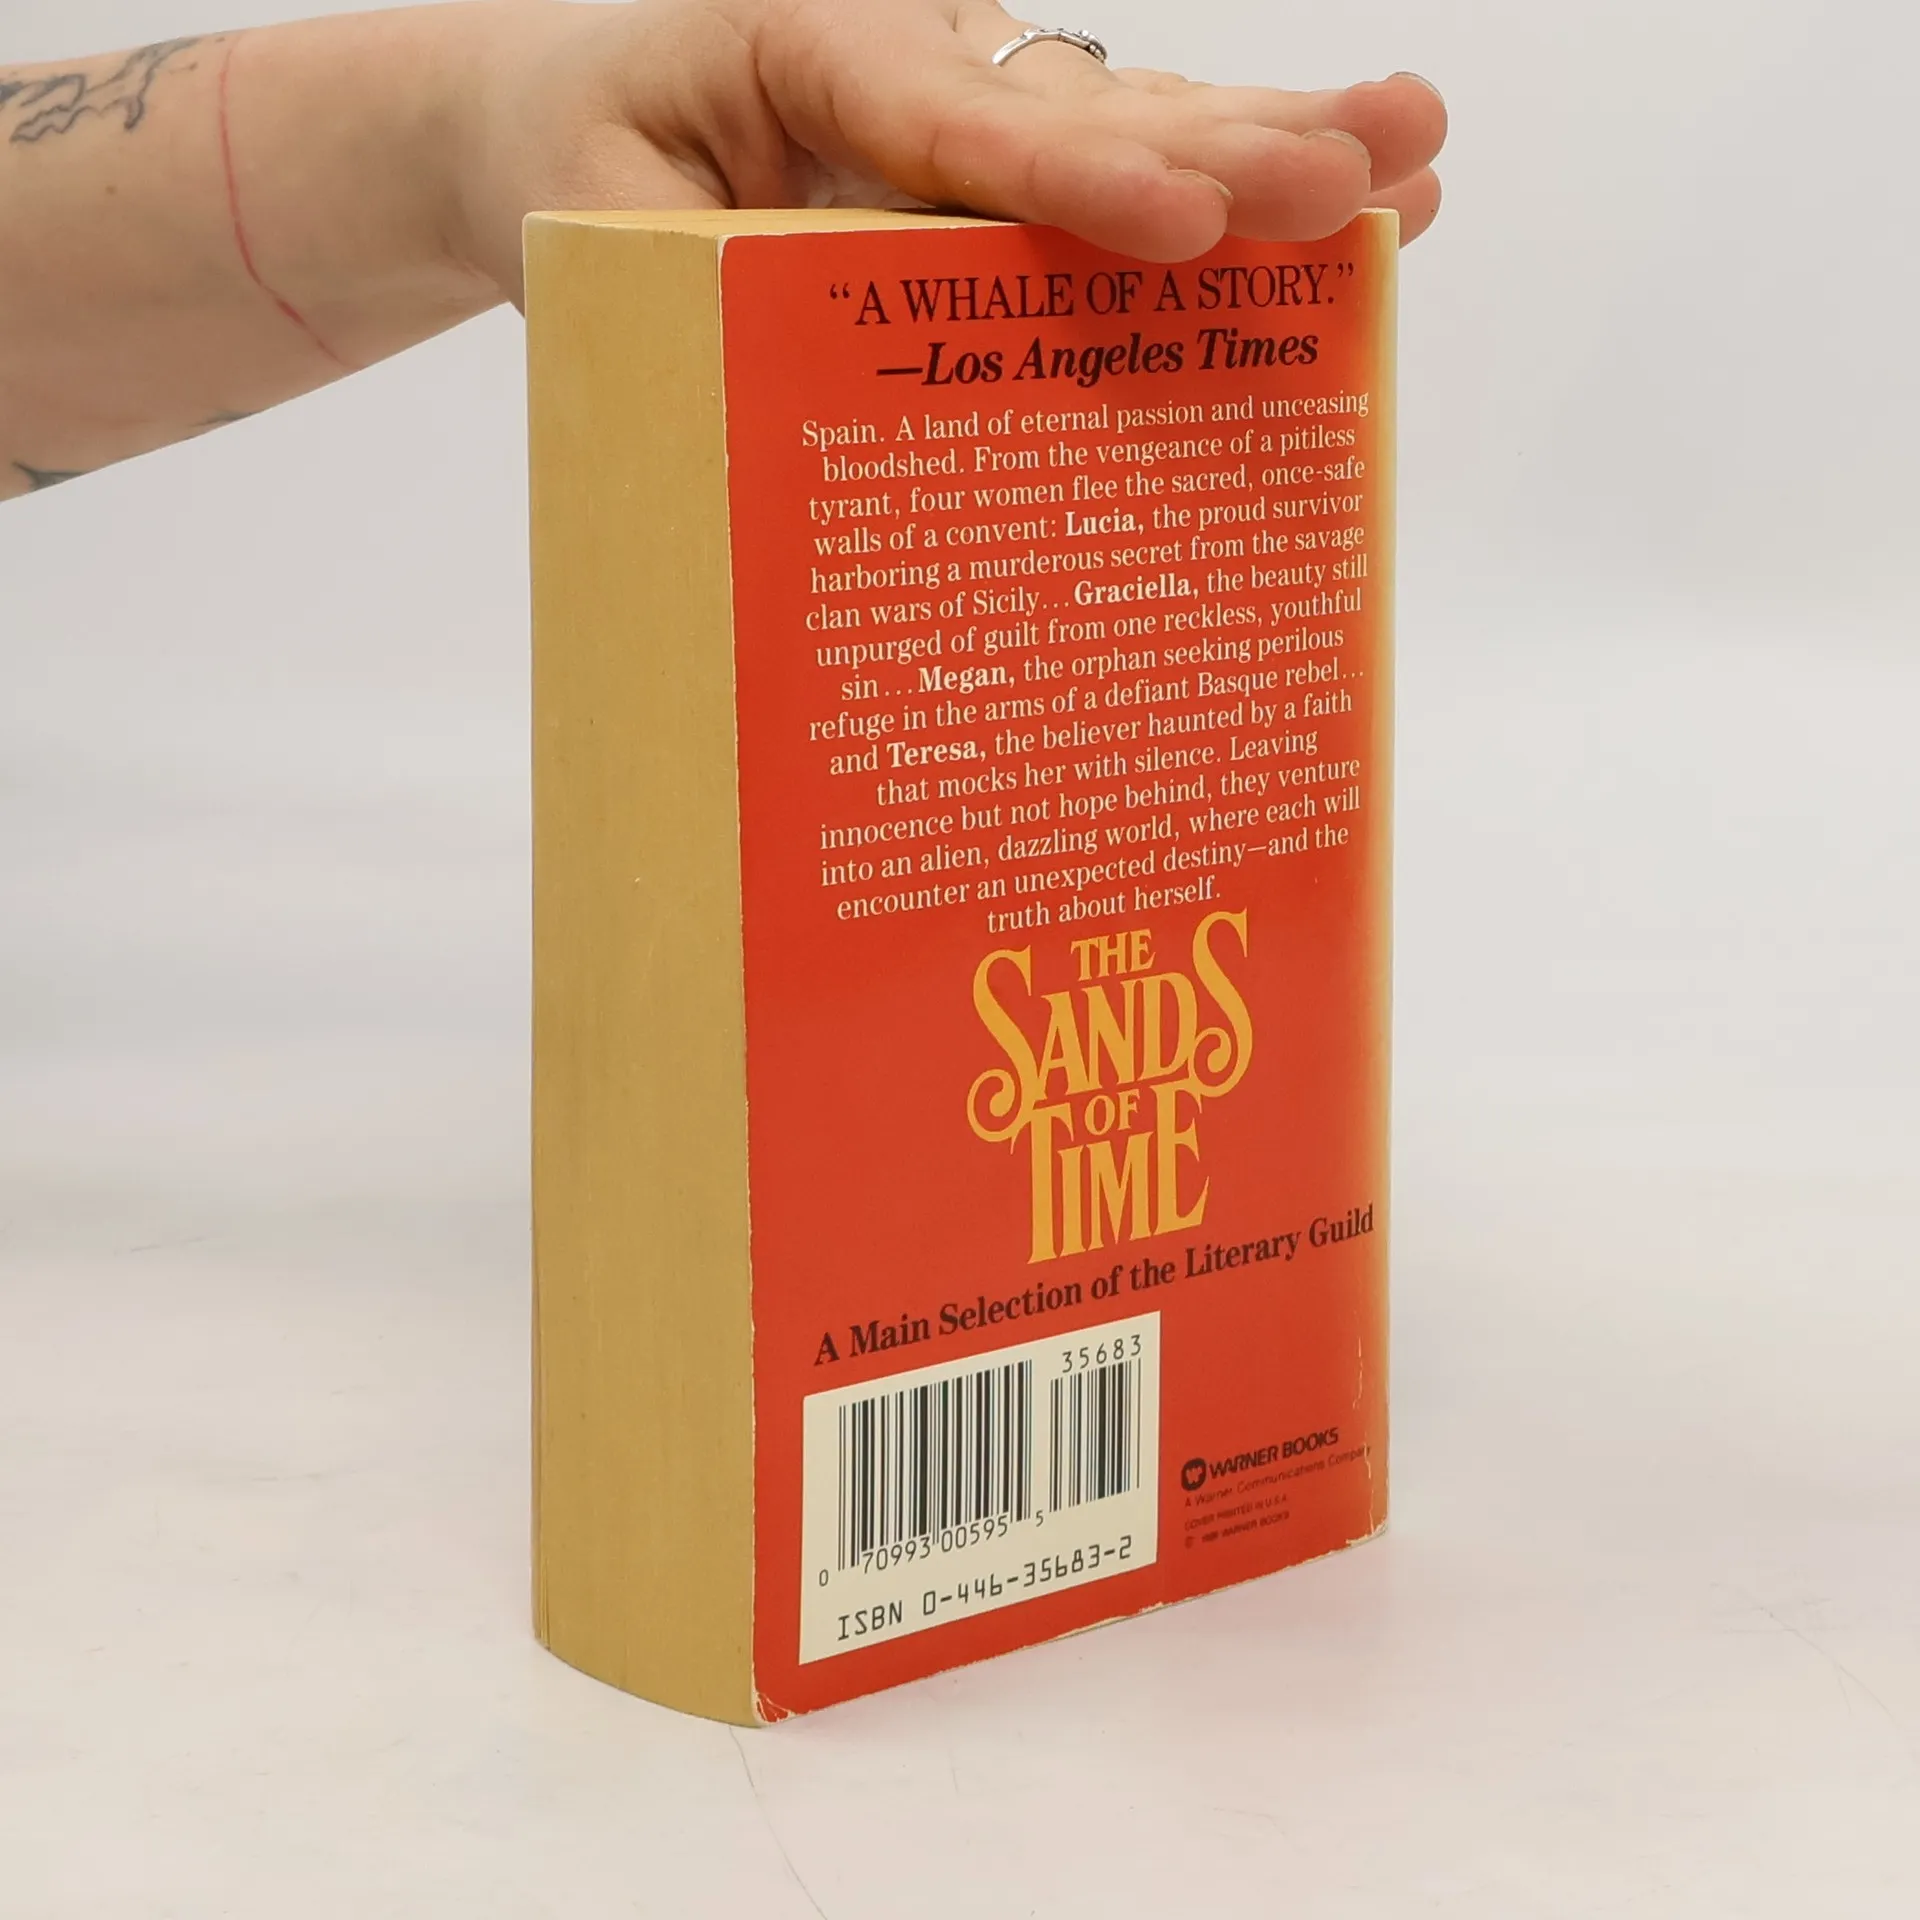 “A WHALE OF A STORY.”
—Los Angeles Times
Spain. A land of eternal passion and unceasing
bloodshed. From the vengeance of a pitiless
tyrant, four women flee the sacred, once-safe
walls of a convent: Lucia, the proud survivor
harboring a murderous secret from the savage
clan wars of Sicily... Graciella, the beauty still
unpurged of guilt from one reckless, youthful
sin... Megan, the orphan seeking perilous
refuge in the arms of a defiant Basque rebel...
and Teresa, the believer haunted by a faith
that mocks her with silence. Leaving
innocence but not hope behind, they venture
into an alien, dazzling world, where each will
encounter an unexpected destiny—and the
truth about herself.
THE
SANDS
OF
TIME
A Main Selection of the Literary Guild
35683
0 70993 00595 5
ISBN 0-446-35683-2
WARNER BOOKS
A Warner Communications Company
COVER PRINTED IN U.S.A.
© WARNER BOOKS